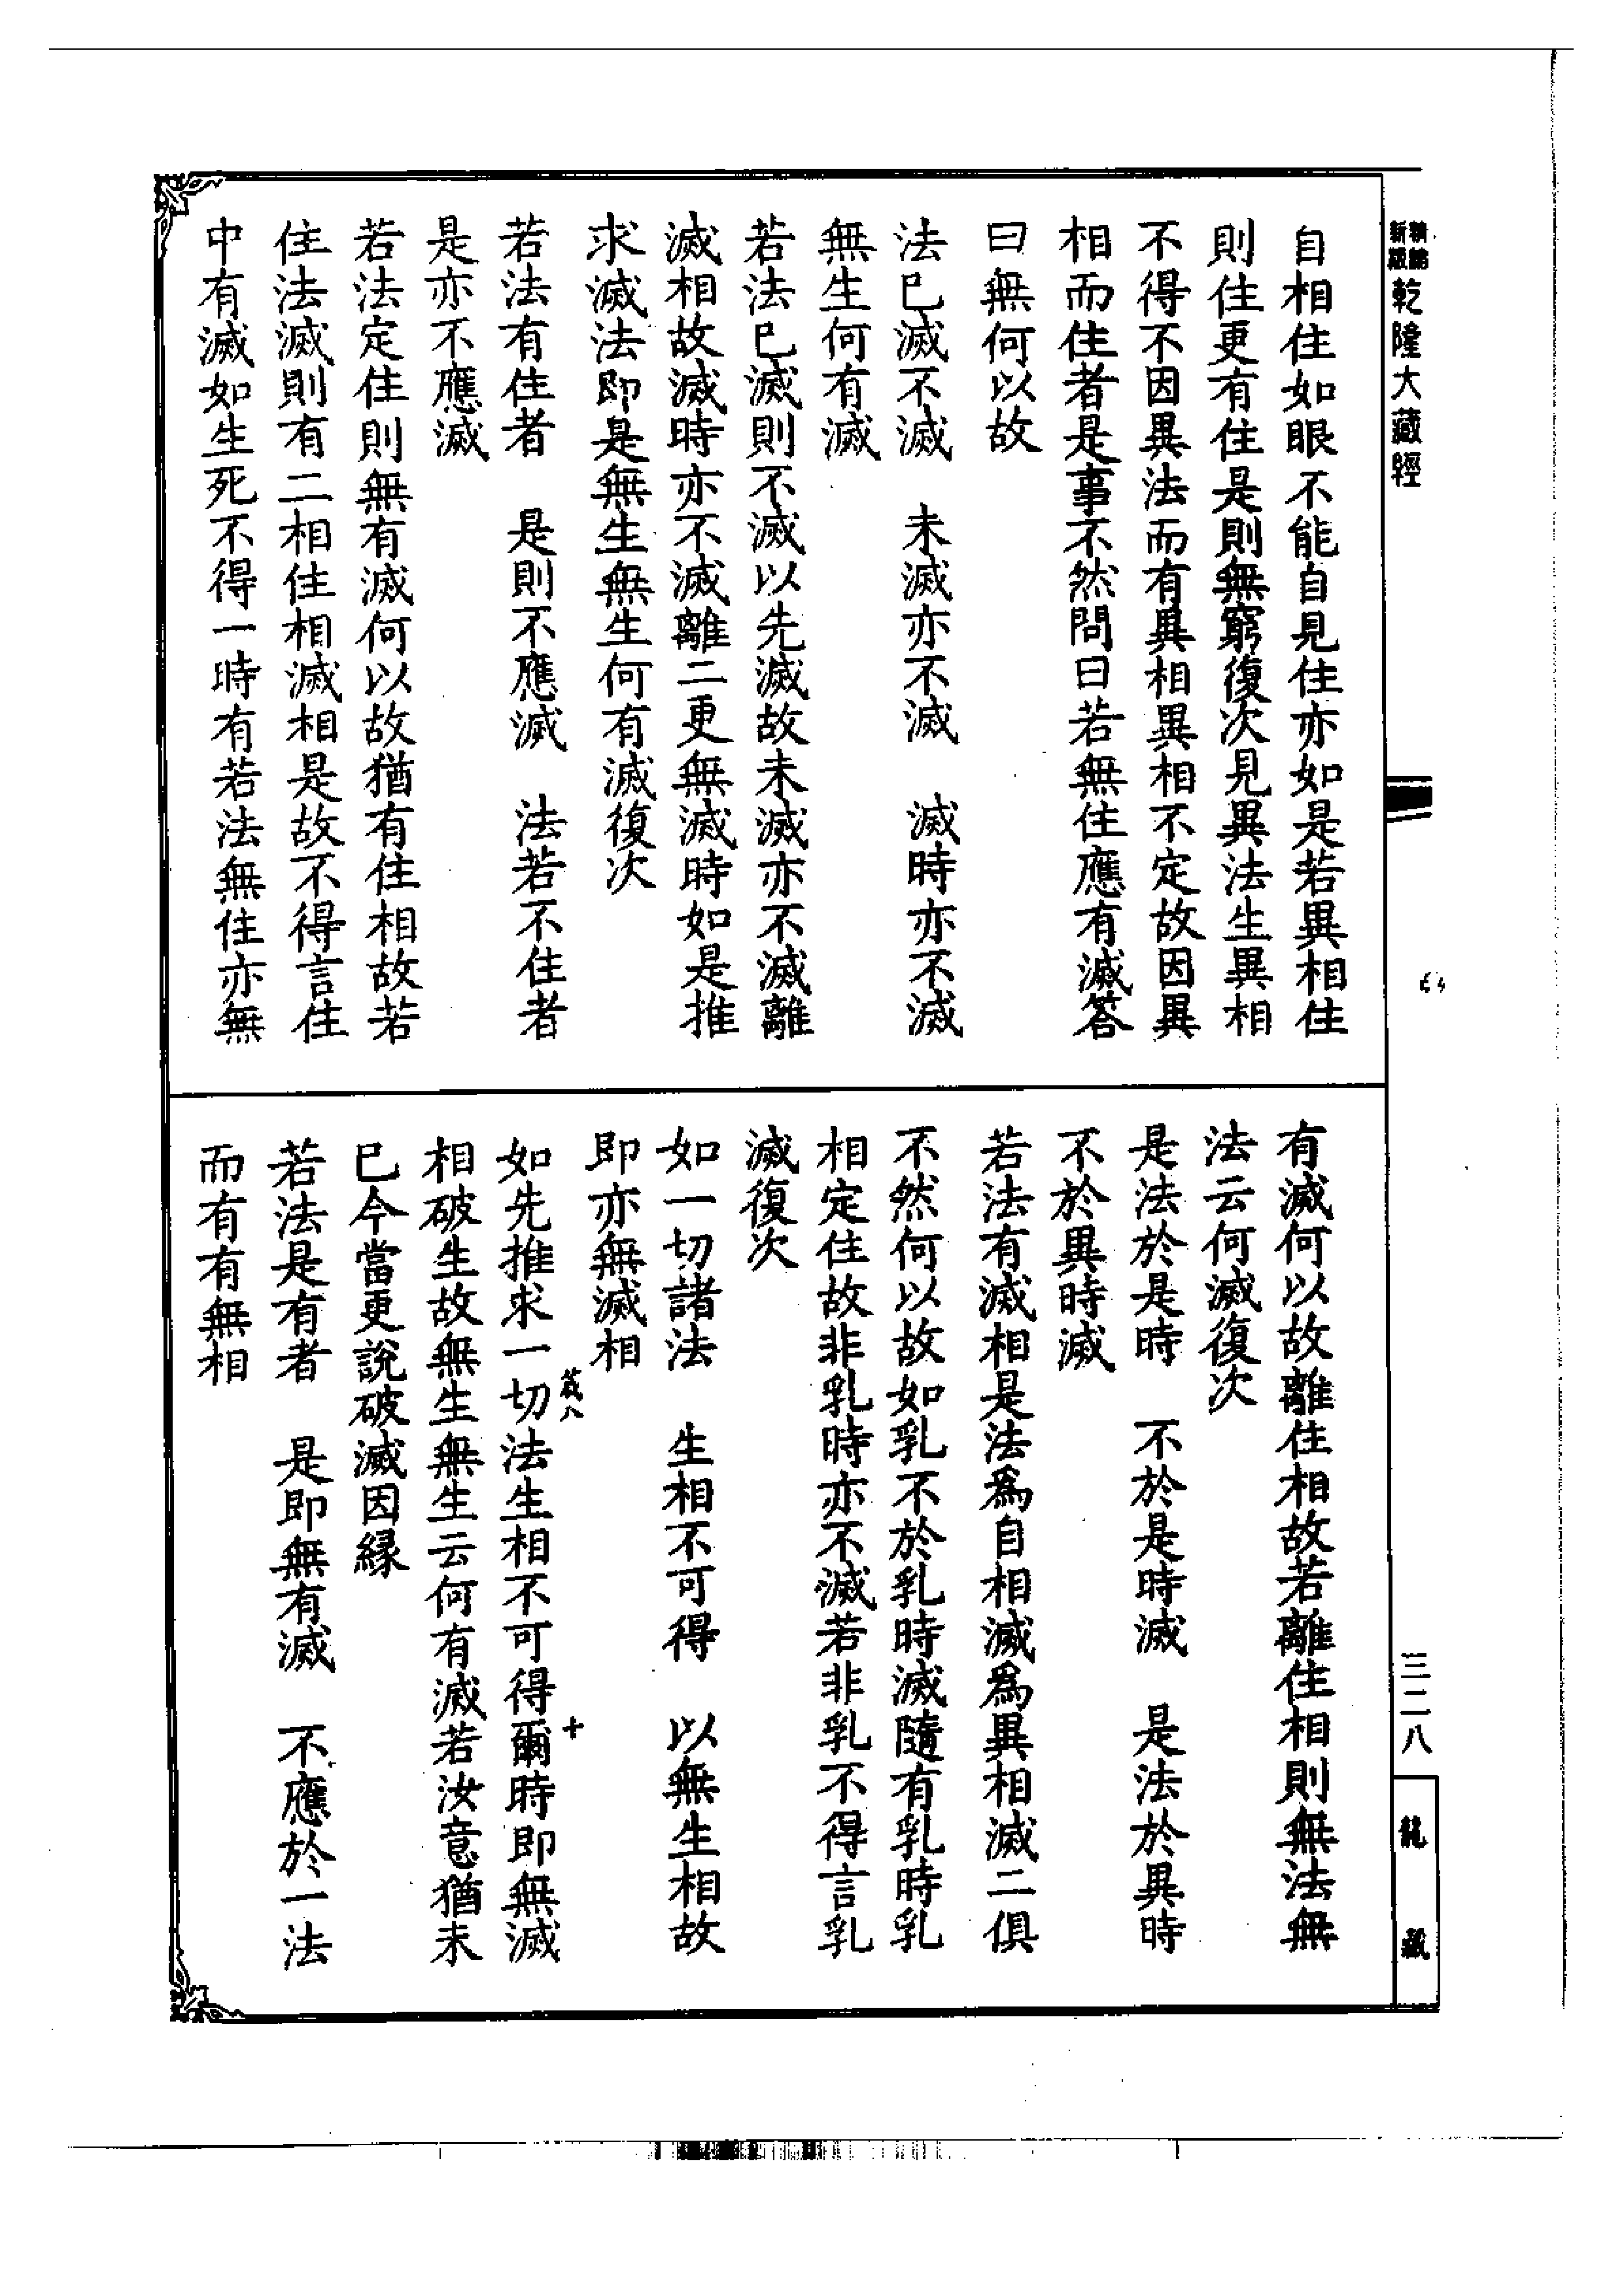 乾隆大藏經
自相住如眼不能自見住亦如是若異相住
則住更有住是則無窮復次見異法生異相
不得不因異法而有異相異相不定故因異
相而住者是事不然問曰若無住應有滅答
曰無何以故
法已滅不滅　未滅亦不滅　滅時亦不滅
無生何有滅
若法已滅則不滅以先滅故未滅亦不滅離
滅相故滅時亦不滅離二更無滅時如是推
求滅法即是無生無生何有滅復次
若法有住者　是則不應滅　法若不住者
是亦不應滅
若法定住則無有滅何以故猶有住相故若
住法滅則有二相住相滅相是故不得言住
中有滅如生死不得一時有若法無住亦無
有滅何以故離住相故若離住相則無法無
法云何滅復次
是法於是時　不於是時滅　是法於異時
不於異時滅
若法有滅相是法為自相滅為異相滅二俱
不然何以故如乳不於乳時滅隨有乳時乳
相定住故非乳時亦不滅若非乳不得言乳
滅復次
如一切諸法　生相不可得　以無生相故
即亦無滅相
如先推求一切法生相不可得爾時即無滅
相破生故無生無生云何有滅若汝意猶未
已今當更說破滅因緣
若法是有者　是即無有滅　不應於一法
而有有無相
十
三二八
龍藏